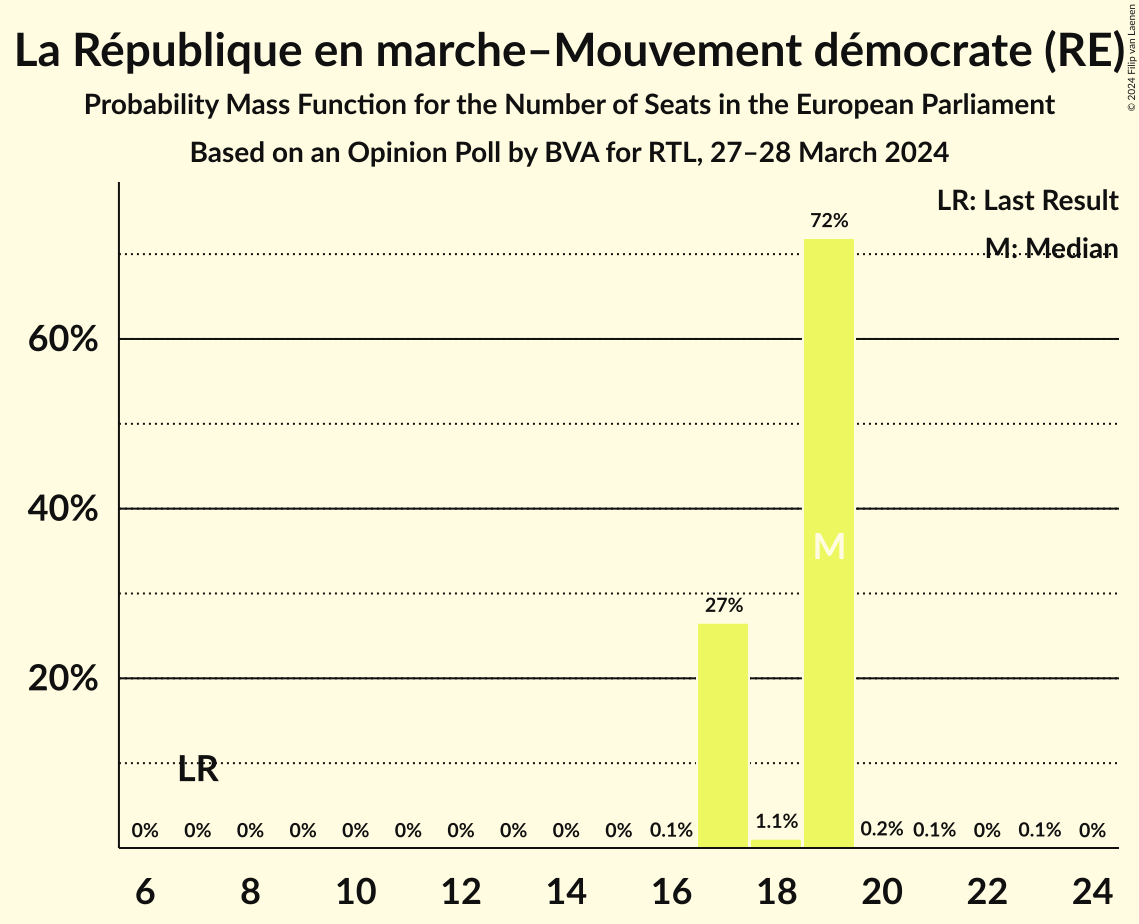 La République en marche–Mouvement démocrate (RE)
© 2024 Filip van Laenen
Probability Mass Function for the Number of Seats in the European Parliament
Based on an Opinion Poll by BVA for RTL, 27–28 March 2024
LR: Last Result
M: Median
72%
60%
40%
M
27%
20%
LR
0% 0% 0% 0% 0% 0% 0% 0% 0% 0% 0.1% 1.1% 0.2% 0.1% 0% 0.1% 0%
6 8 10 12 14 16 18 20 22 24